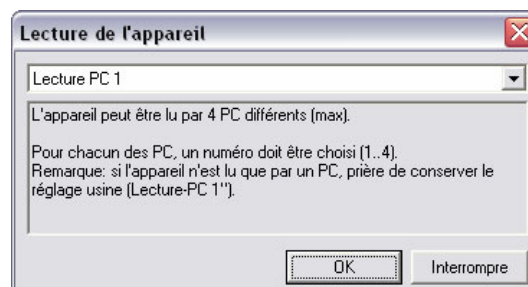 Lecture de l'appareil
Lecture PC 1
L'appareil peut être lu par 4 PC différents (max).
Pour chacun des PC, un numéro doit être choisi (1..4).
Remarque: si l'appareil n'est lu que par un PC, prière de conserver le
réglage usine (Lecture-PC 1").
OK
Interrompre